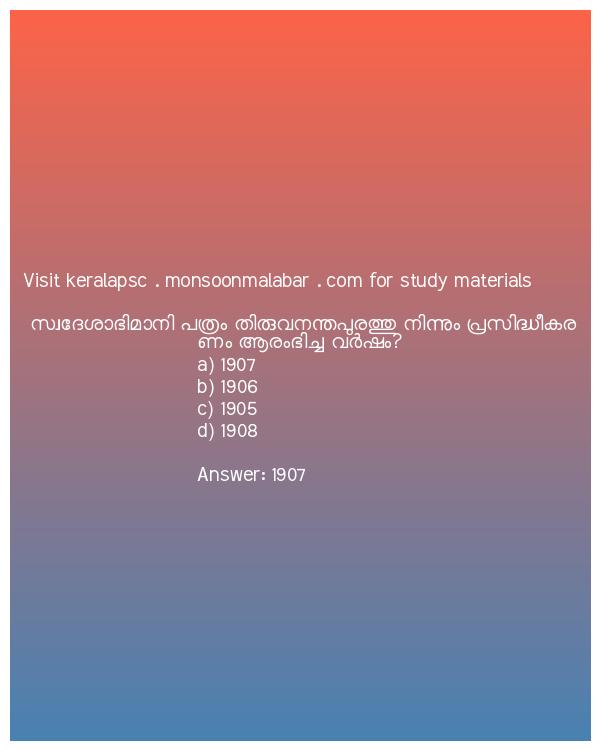 Visit keralapsc . monsoonmalabar . com for study materials
സ്വദേശാഭിമാനി പത്രം തിരുവനന്തപുരത്തു നിന്നും പ്രസിദ്ധീകര
ണം ആരംഭിച്ച വർഷം?
a) 1907
b) 1906
c) 1905
d) 1908
Answer: 1907